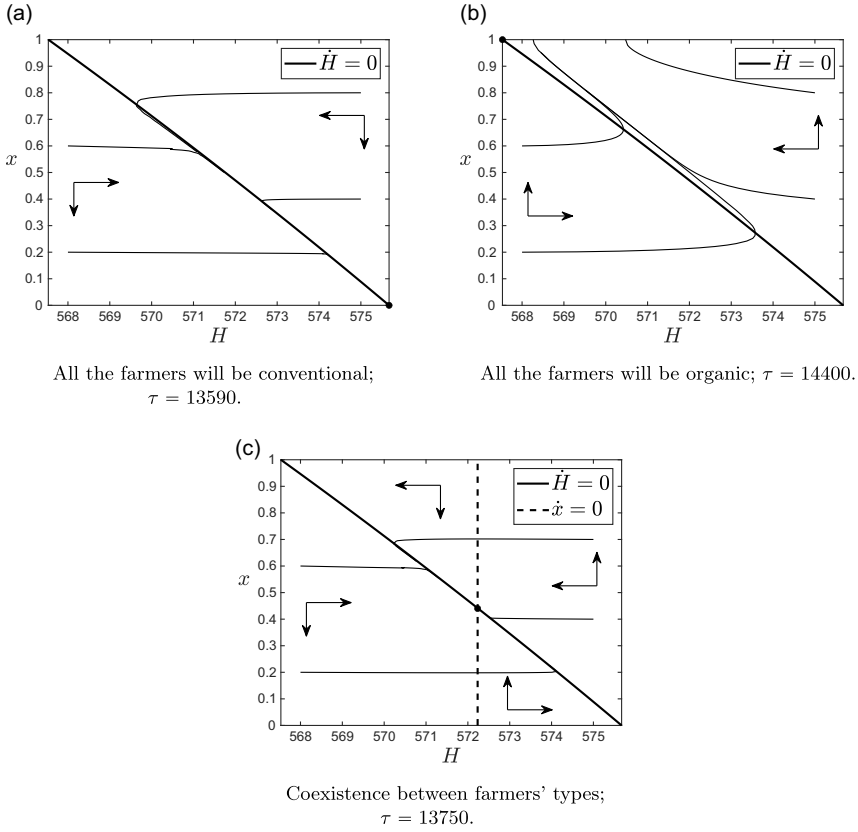 (a)
1
0.9
0.8
0.7
0.6
0.5
0.4
0.3
0.2
0.1
0
x
568 569 570 571 572 573 574 575
H
Ḣ = 0
All the farmers will be conventional;
τ = 13590.
(b)
1
0.9
0.8
0.7
0.6
0.5
0.4
0.3
0.2
0.1
0
x
568 569 570 571 572 573 574 575
H
Ḣ = 0
All the farmers will be organic; τ = 14400.
(c)
1
0.9
0.8
0.7
0.6
0.5
0.4
0.3
0.2
0.1
0
x
568 569 570 571 572 573 574 575
H
Ḣ = 0
ẋ = 0
Coexistence between farmers' types;
τ = 13750.